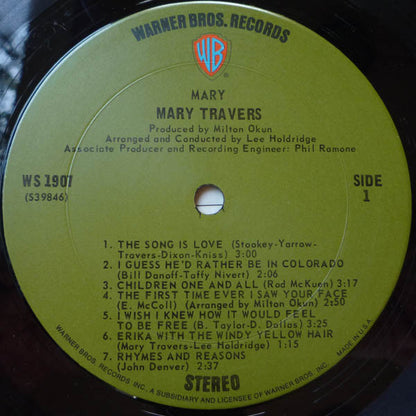 WARNER BROS. RECORDS
WB
®
MARY
MARY TRAVERS
Produced by Milton Okun
Arranged and Conducted by Lee Holdridge
Associate Producer and Recording Engineer: Phil Ramone
WS 1907
(S39846)
SIDE
1
1. THE SONG IS LOVE (Stookey-Yarrow-
Travers-Dixon-Kniss) 3:00
2. I GUESS HE'D RATHER BE IN COLORADO
(Bill Danoff-Taffy Nivert) 2:06
3. CHILDREN ONE AND ALL (Rod McKuen) 3:17
4. THE FIRST TIME EVER I SAW YOUR FACE
(E. McColl) (Arranged by Milton Okun) 2:50
5. I WISH I KNEW HOW IT WOULD FEEL
TO BE FREE (B. Taylor-D. Dallas) 3:25
6. ERIKA WITH THE WINDY YELLOW HAIR
(Mary Travers-Lee Holdridge) 1:15
7. RHYMES AND REASONS
(John Denver) 2:37
STEREO
WARNER BROS. RECORDS INC., A SUBSIDIARY AND LICENSEE OF WARNER BROS. INC.
MADE IN U.S.A.